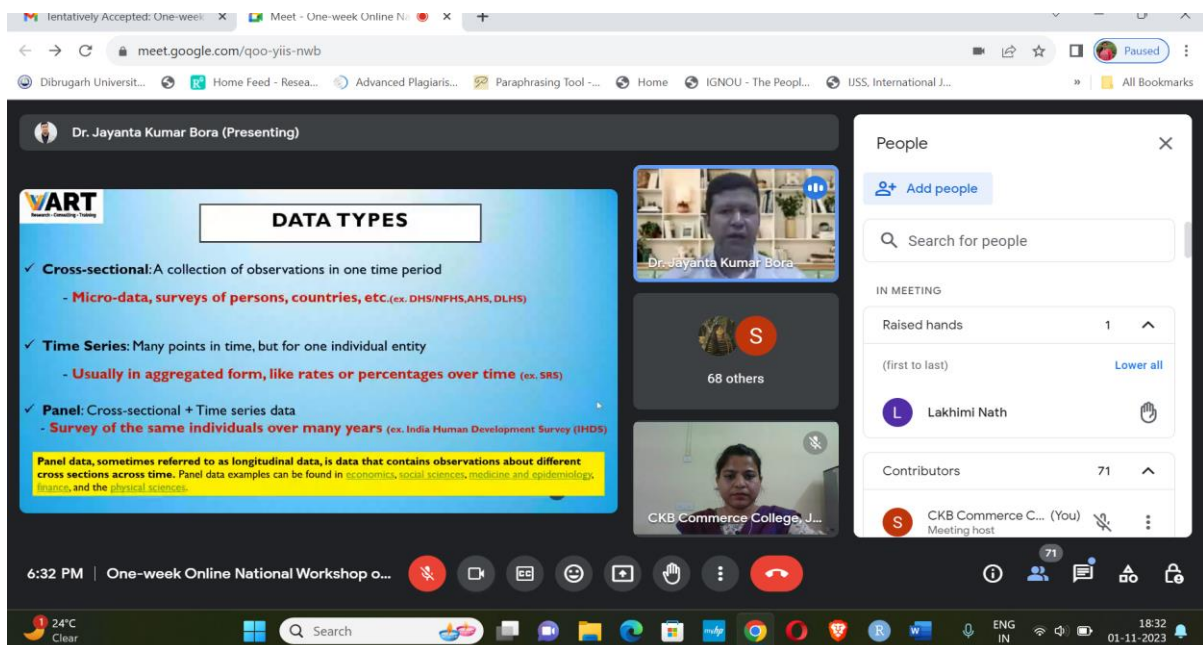 Tentatively Accepted: One-week
Meet - One-week Online Na
meet.google.com/qoo-yiis-nwb
Paused
Dibrugarh Universit...
Home Feed - Resea...
Advanced Plagiaris...
Paraphrasing Tool -...
Home
IGNOU - The Peopl...
IJSS, International J...
»
All Bookmarks
Dr. Jayanta Kumar Bora (Presenting)
VART
Research - Consulting - Training
DATA TYPES
✓ Cross-sectional: A collection of observations in one time period
- Micro-data, surveys of persons, countries, etc.(ex. DHS/NFHS,AHS, DLHS)
✓ Time Series: Many points in time, but for one individual entity
- Usually in aggregated form, like rates or percentages over time (ex. SRS)
✓ Panel: Cross-sectional + Time series data
- Survey of the same individuals over many years (ex. India Human Development Survey (IHDS)
Panel data, sometimes referred to as longitudinal data, is data that contains observations about different
cross sections across time. Panel data examples can be found in economics, social sciences, medicine and epidemiology,
finance, and the physical sciences.
Dr. Jayanta Kumar Bora
S
68 others
CKB Commerce College, J...
People
Add people
Search for people
IN MEETING
Raised hands 1
(first to last) Lower all
L Lakhimi Nath
Contributors 71
S CKB Commerce C... (You)
Meeting host
6:32 PM | One-week Online National Workshop o...
CC
71
1
24°C
Clear
Search
R
ENG
IN
18:32
01-11-2023